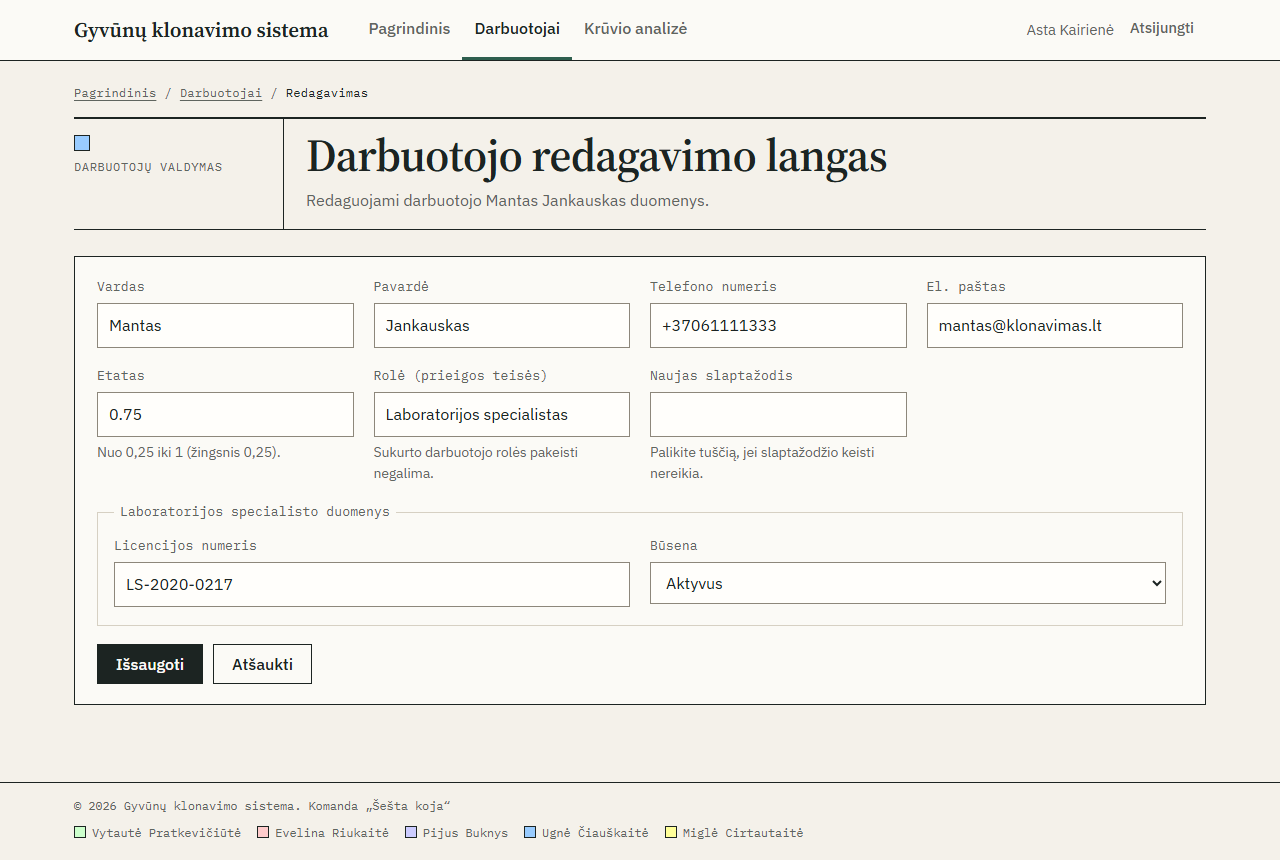 Gyvūnų klonavimo sistema Pagrindinis Darbuotojai Krūvio analizė Asta Kairienė Atsijungti
Pagrindinis / Darbuotojai / Redagavimas
DARBUOTOJŲ VALDYMAS
Darbuotojo redagavimo langas
Redaguojami darbuotojo Mantas Jankauskas duomenys.
Vardas Pavardė Telefono numeris El. paštas
Mantas Jankauskas +37061111333 mantas@klonavimas.lt
Etatas Rolė (prieigos teisės) Naujas slaptažodis
0.75 Laboratorijos specialistas
Nuo 0,25 iki 1 (žingsnis 0,25). Sukurto darbuotojo rolės pakeisti Palikite tuščią, jei slaptažodžio keisti
negalima. nereikia.
Laboratorijos specialisto duomenys
Licencijos numeris Būsena
LS-2020-0217 Aktyvus
Išsaugoti Atšaukti
© 2026 Gyvūnų klonavimo sistema. Komanda „Šešta koja“
Vytautė Pratkevičiūtė Evelina Riukaitė Pijus Buknys Ugnė Čiauškaitė Miglė Cirtautaitė